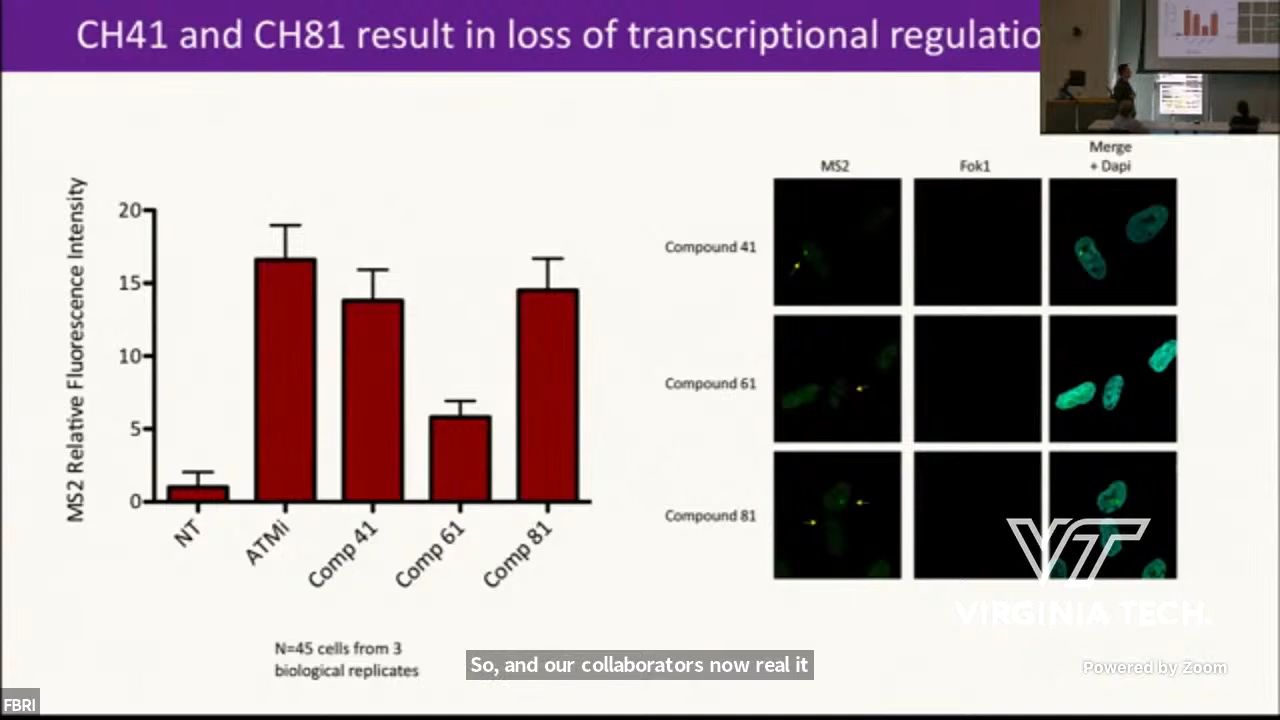 CH41 and CH81 result in loss of transcriptional regulatio
MS2 Relative Fluorescence Intensity
20
15
10
5
0
NT
ATMi
Comp 41
Comp 61
Comp 81
N=45 cells from 3
biological replicates
MS2
Fok1
Merge
+ Dapi
Compound 41
Compound 61
Compound 81
VT
VIRGINIA TECH.
So, and our collaborators now real it
Powered by Zoom
FBRI